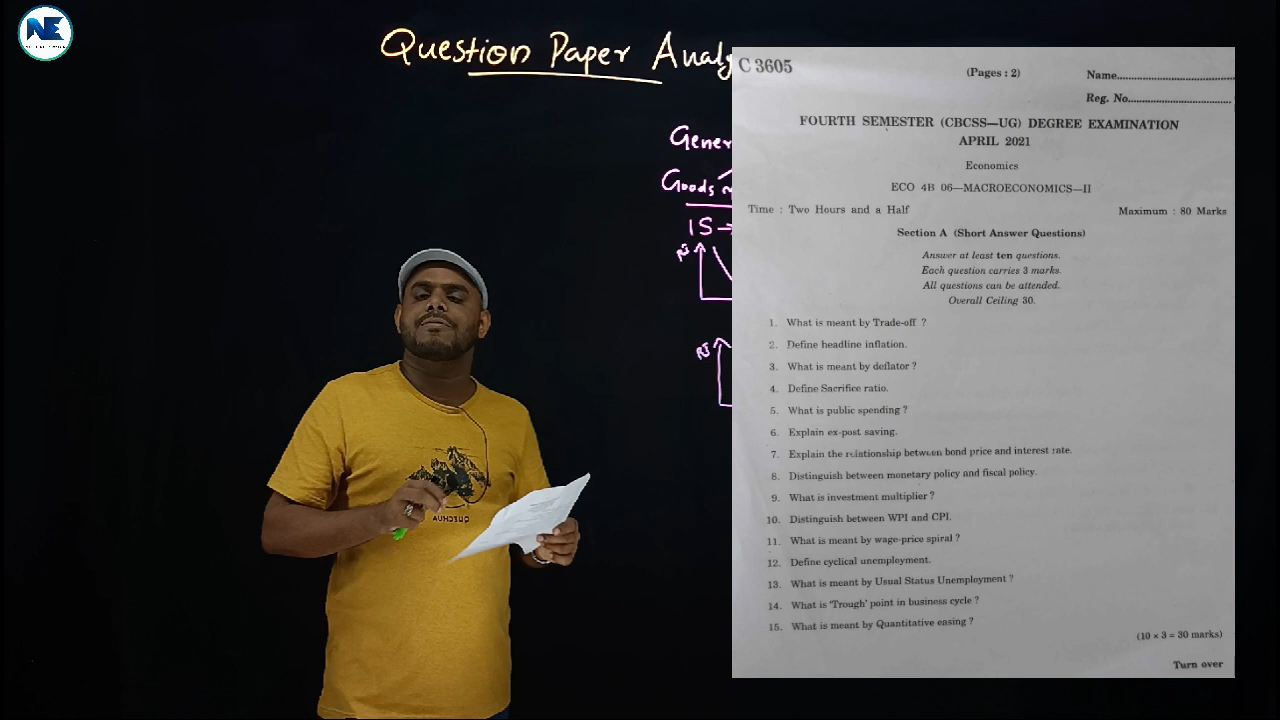 NE
Question Paper Analy
Gener
Goods
IS →
C 3605
(Pages : 2)
Name
Reg. No.
FOURTH SEMESTER (CBCSS—UG) DEGREE EXAMINATION
APRIL 2021
Economics
ECO 4B 06—MACROECONOMICS—II
Time : Two Hours and a Half
Maximum : 80 Marks
Section A (Short Answer Questions)
Answer at least ten questions.
Each question carries 3 marks.
All questions can be attended.
Overall Ceiling 30.
1. What is meant by Trade-off ?
2. Define headline inflation.
3. What is meant by deflator ?
4. Define Sacrifice ratio.
5. What is public spending ?
6. Explain ex-post saving.
7. Explain the relationship between bond price and interest rate.
8. Distinguish between monetary policy and fiscal policy.
9. What is investment multiplier ?
10. Distinguish between WPI and CPI.
11. What is meant by wage-price spiral ?
12. Define cyclical unemployment.
13. What is meant by Usual Status Unemployment ?
14. What is 'Trough' point in business cycle ?
15. What is meant by Quantitative easing ?
(10 × 3 = 30 marks)
Turn over
QUECHUA